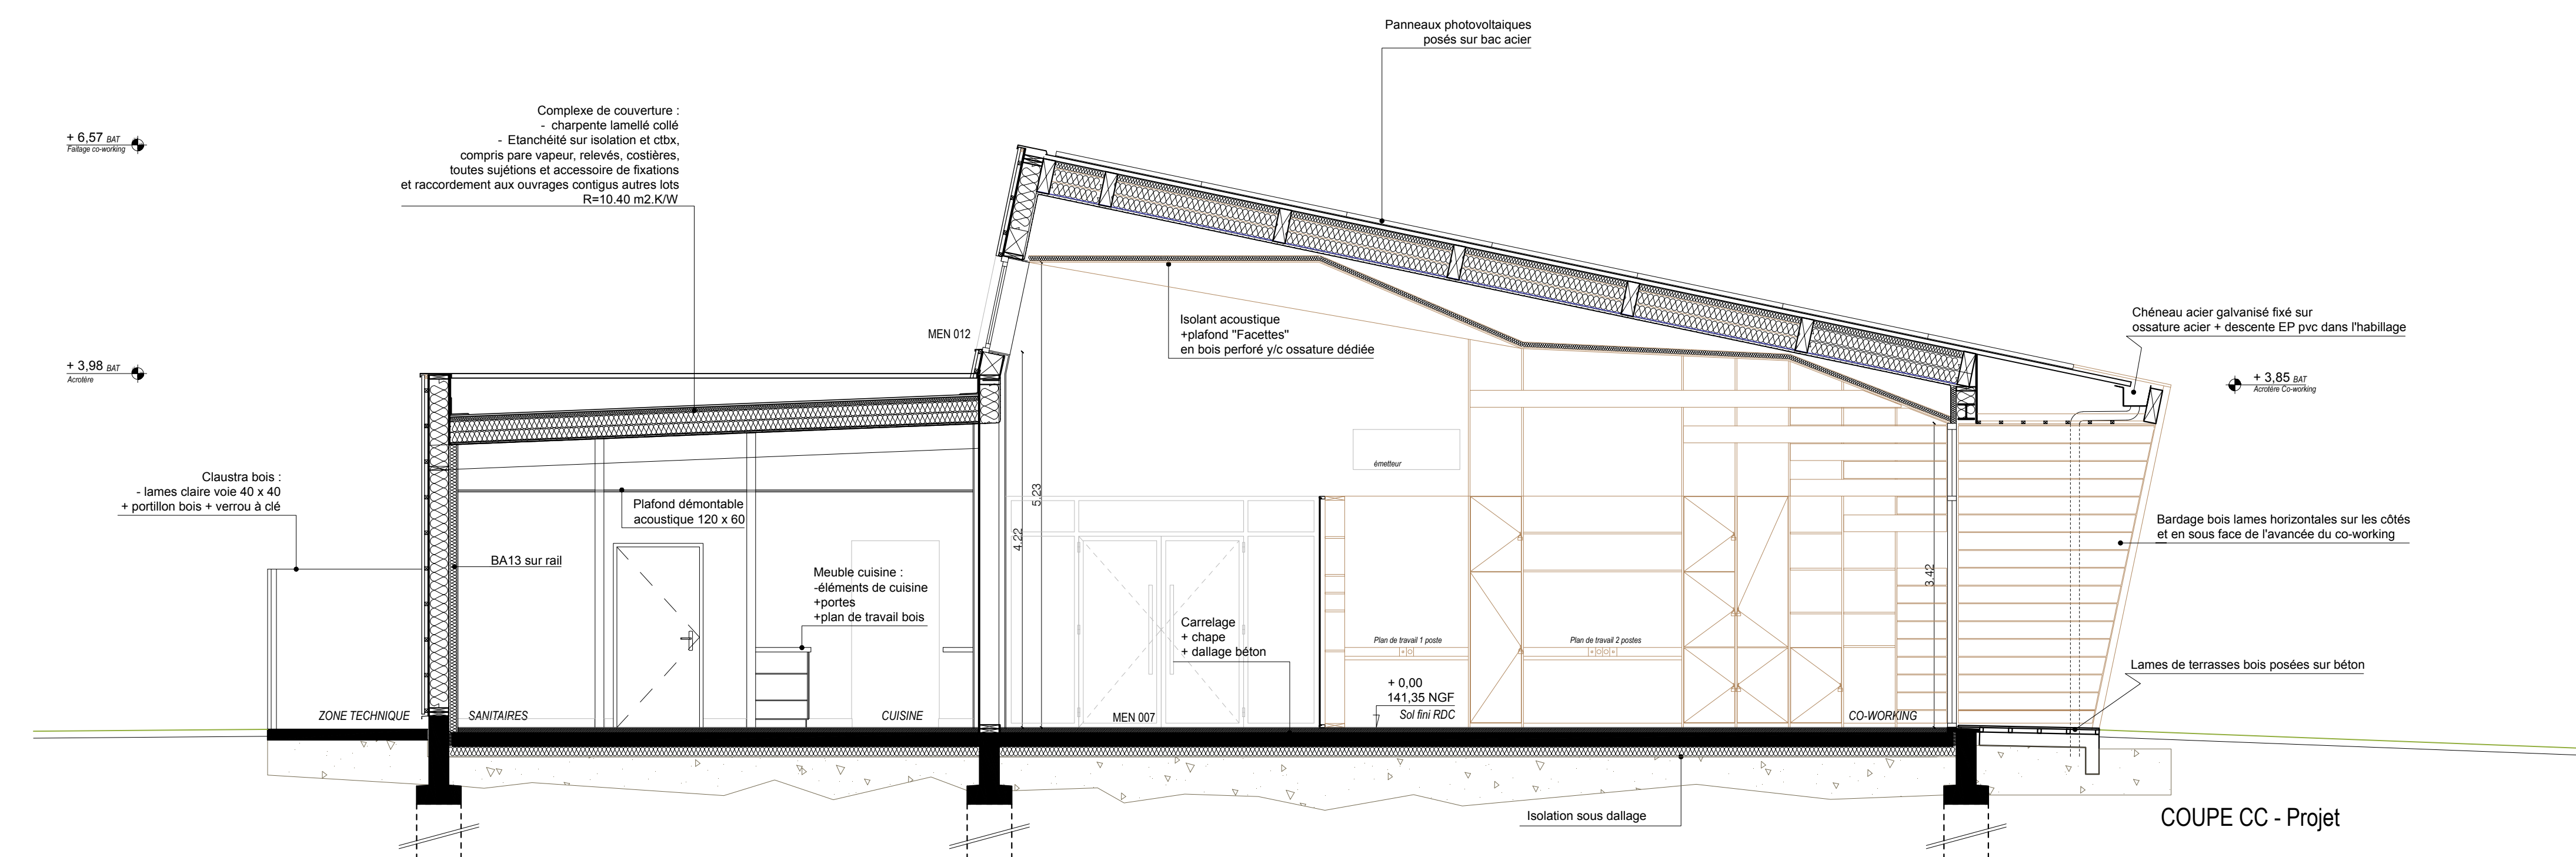 Panneaux photovoltaiques
posés sur bac acier
Complexe de couverture :
- charpente lamellé collé
- Etanchéité sur isolation et ctbx,
compris pare vapeur, relevés, costières,
toutes sujétions et accessoire de fixations
et raccordement aux ouvrages contigus autres lots
R=10.40 m2.K/W
+ 6,57 BAT
Faîtage co-working
+ 3,98 BAT
Acrotère
MEN 012
Isolant acoustique
+plafond "Facettes"
en bois perforé y/c ossature dédiée
Chéneau acier galvanisé fixé sur
ossature acier + descente EP pvc dans l'habillage
+ 3,85 BAT
Acrotère Co-working
Claustra bois :
- lames claire voie 40 x 40
+ portillon bois + verrou à clé
Plafond démontable
acoustique 120 x 60
BA13 sur rail
Meuble cuisine :
-éléments de cuisine
+portes
+plan de travail bois
4.22
5.23
émetteur
3.42
Bardage bois lames horizontales sur les côtés
et en sous face de l'avancée du co-working
Carrelage
+ chape
+ dallage béton
Plan de travail 1 poste
Plan de travail 2 postes
Lames de terrasses bois posées sur béton
+ 0,00
141,35 NGF
Sol fini RDC
ZONE TECHNIQUE
SANITAIRES
CUISINE
MEN 007
CO-WORKING
Isolation sous dallage
COUPE CC - Projet